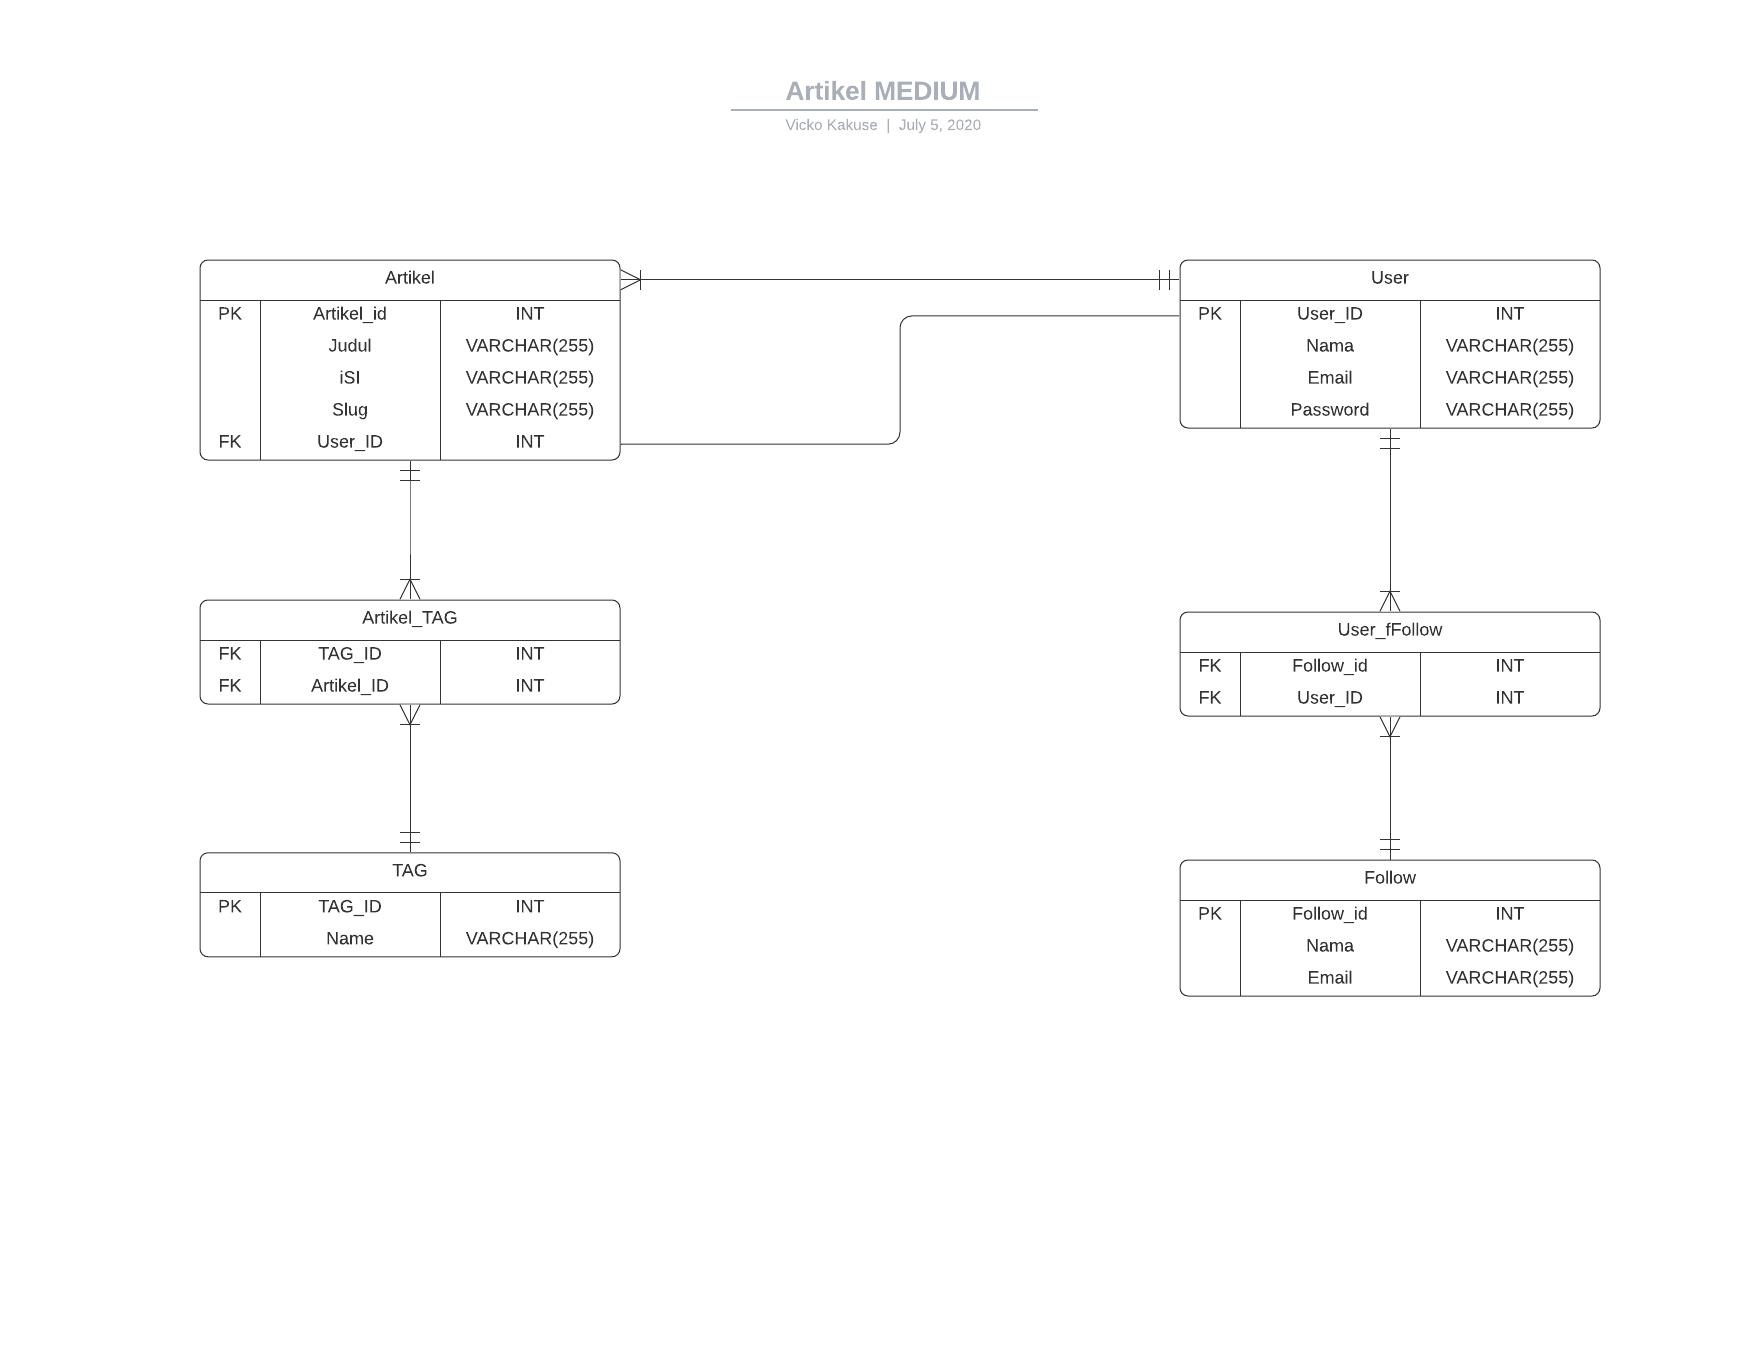 Artikel MEDIUM
Vicko Kakuse | July 5, 2020
Artikel
PK Artikel_id INT
Judul VARCHAR(255)
iSI VARCHAR(255)
Slug VARCHAR(255)
FK User_ID INT
User
PK User_ID INT
Nama VARCHAR(255)
Email VARCHAR(255)
Password VARCHAR(255)
Artikel_TAG
FK TAG_ID INT
FK Artikel_ID INT
User_fFollow
FK Follow_id INT
FK User_ID INT
TAG
PK TAG_ID INT
Name VARCHAR(255)
Follow
PK Follow_id INT
Nama VARCHAR(255)
Email VARCHAR(255)